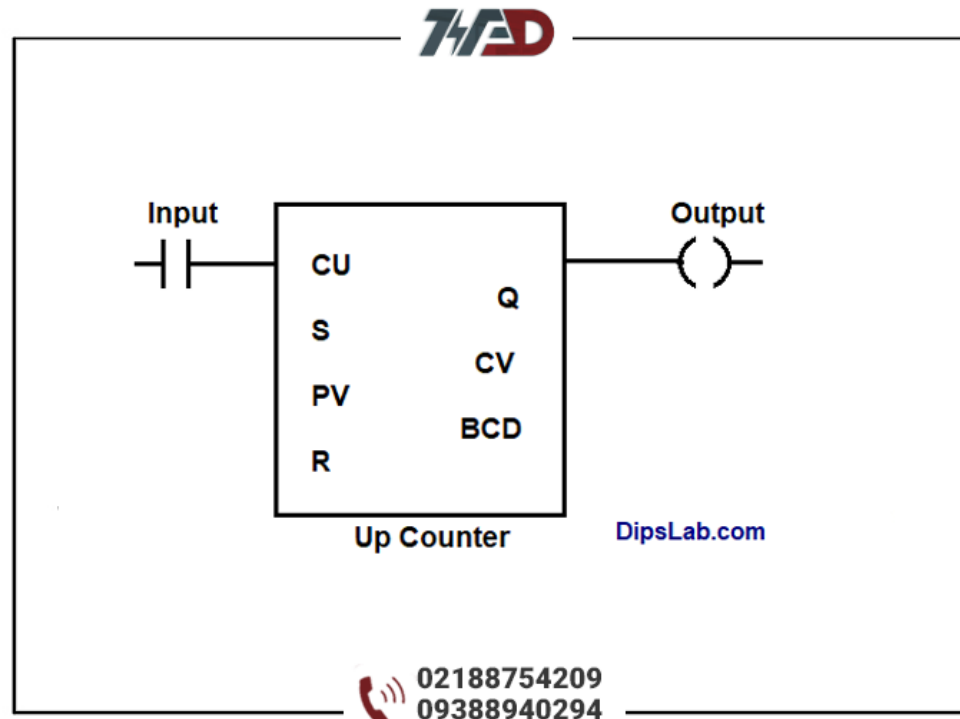 Input
Output
CU
S
PV
R
Q
CV
BCD
Up Counter
DipsLab.com
02188754209
09388940294